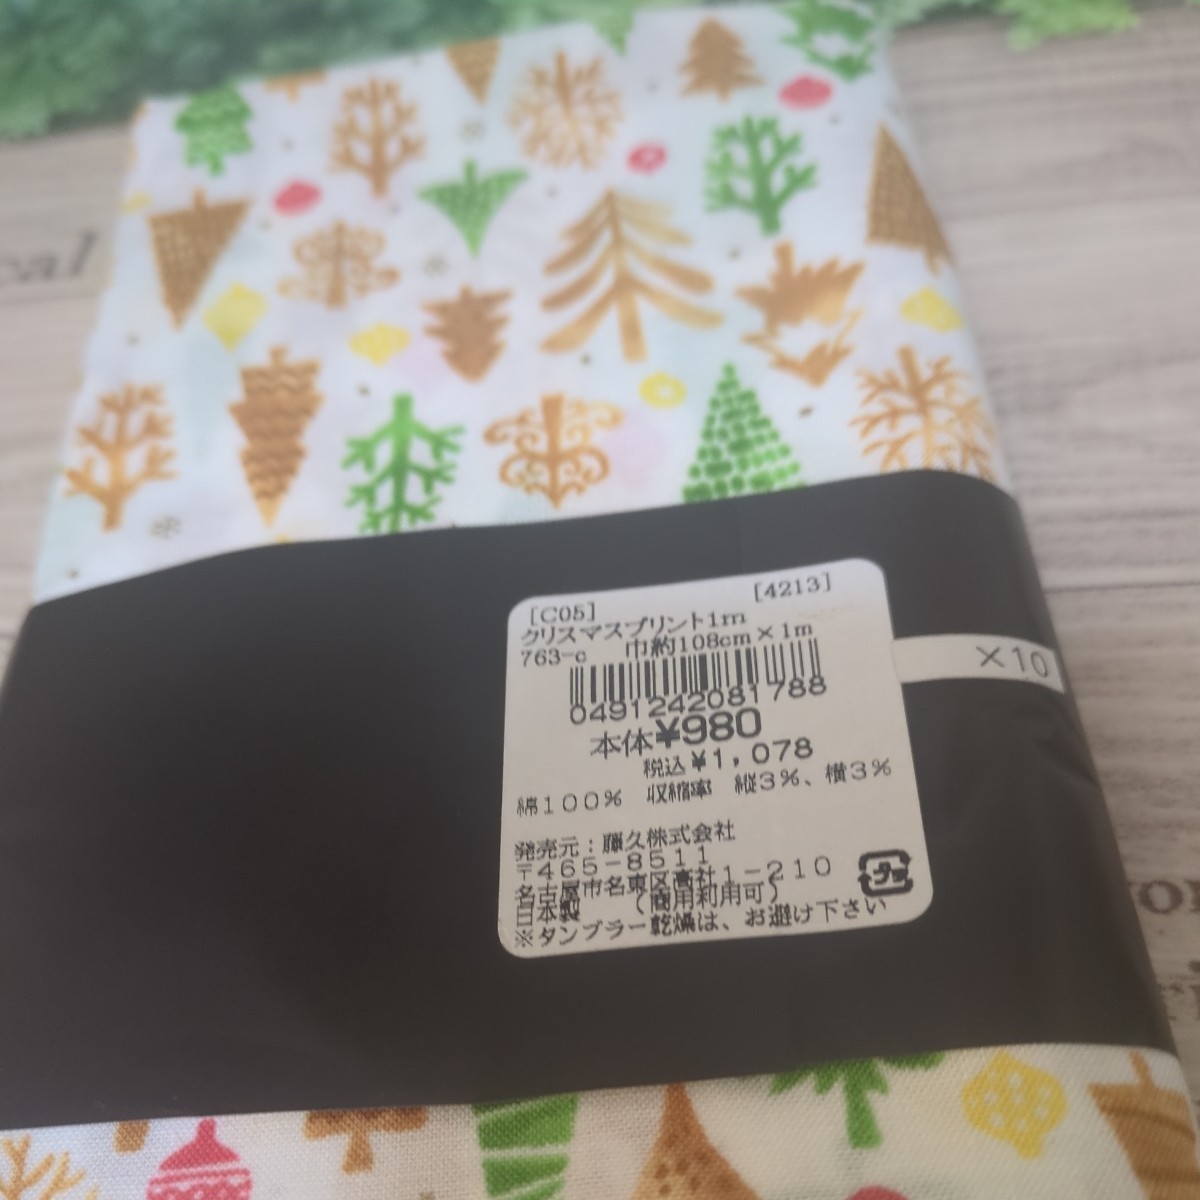 cal
[C05] [4213]
クリスマスプリント1m
763-c 巾約108cm×1m
0491242081788
本体¥980
税込¥1,078
綿100% 収縮率 縦3%、横3%
発売元:藤久株式会社
〒465-8511
名古屋市名東区高社1-210
日本製 (商用利用可)
※タンブラー乾燥は、お避け下さい
×10